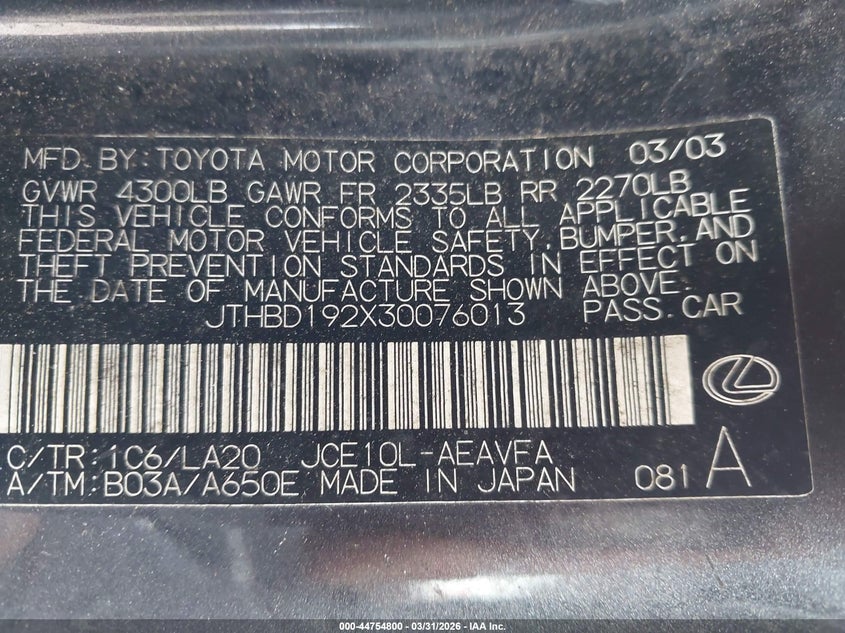 MFD.BY:TOYOTA MOTOR CORPORATION 03/03
GVWR 4300LB GAWR FR 2335LB RR 2270LB
THIS VEHICLE CONFORMS TO ALL APPLICABLE
FEDERAL MOTOR VEHICLE SAFETY,BUMPER,AND
THEFT PREVENTION STANDARDS IN EFFECT ON
THE DATE OF MANUFACTURE SHOWN ABOVE.
JTHBD192X30076013 PASS.CAR
C/TR:1C6/LA20 JCE10L-AEAVFA
A/TM:B03A/A650E MADE IN JAPAN 081 A
000-44754800 — 03/31/2026 — IAA Inc.